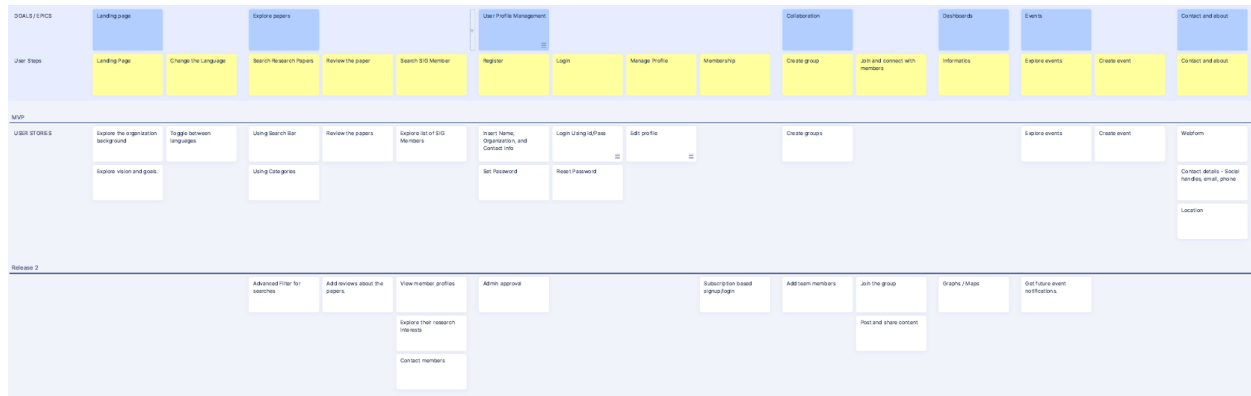 GOALS / EPICS
Landing page
Explore papers
User Profile Management
Collaboration
Dashboards
Events
Contact and about
User Steps
Landing Page
Change the Language
Search Research Papers
Review the paper
Search SIG Member
Register
Login
Manage Profile
Membership
Create group
Join and connect with
members
Informatics
Explore events
Create event
Contact and about
MVP
USER STORES
Explore the organization
background
Toggle between
languages
Using Search Bar
Review the papers
Explore list of SIG
Members
Insert Name,
Organization, and
Contact Info
Login Using Id/Pass
Edit profile
Create groups
Explore events
Create event
Webform
Explore vision and goals.
Using Categories
Set Password
Reset Password
Contact details - Social
handles, email, phone
Location
Release 2
Advanced Filter for
searches
Add reviews about the
papers.
View member profiles
Admin approval
Subscription based
signup/login
Add team members
Join the group
Graphs / Maps
Get future event
notifications.
Explore their research
interests
Post and share content
Contact members